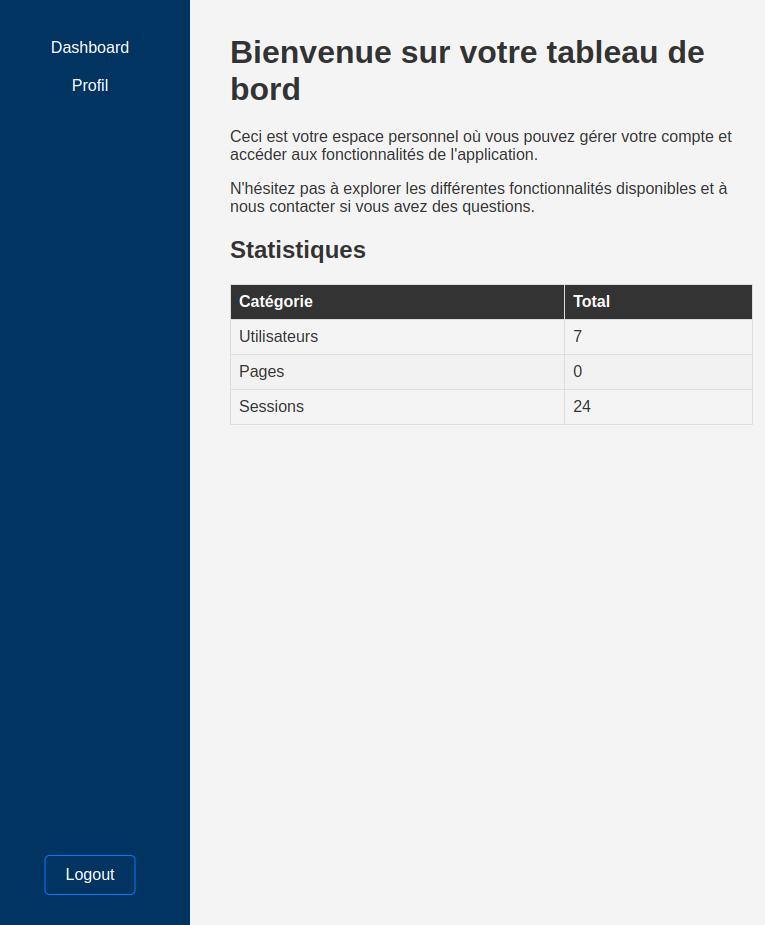 Dashboard
Profil
Logout
Bienvenue sur votre tableau de
bord
Ceci est votre espace personnel où vous pouvez gérer votre compte et
accéder aux fonctionnalités de l'application.
N'hésitez pas à explorer les différentes fonctionnalités disponibles et à
nous contacter si vous avez des questions.
Statistiques
Catégorie Total
Utilisateurs 7
Pages 0
Sessions 24